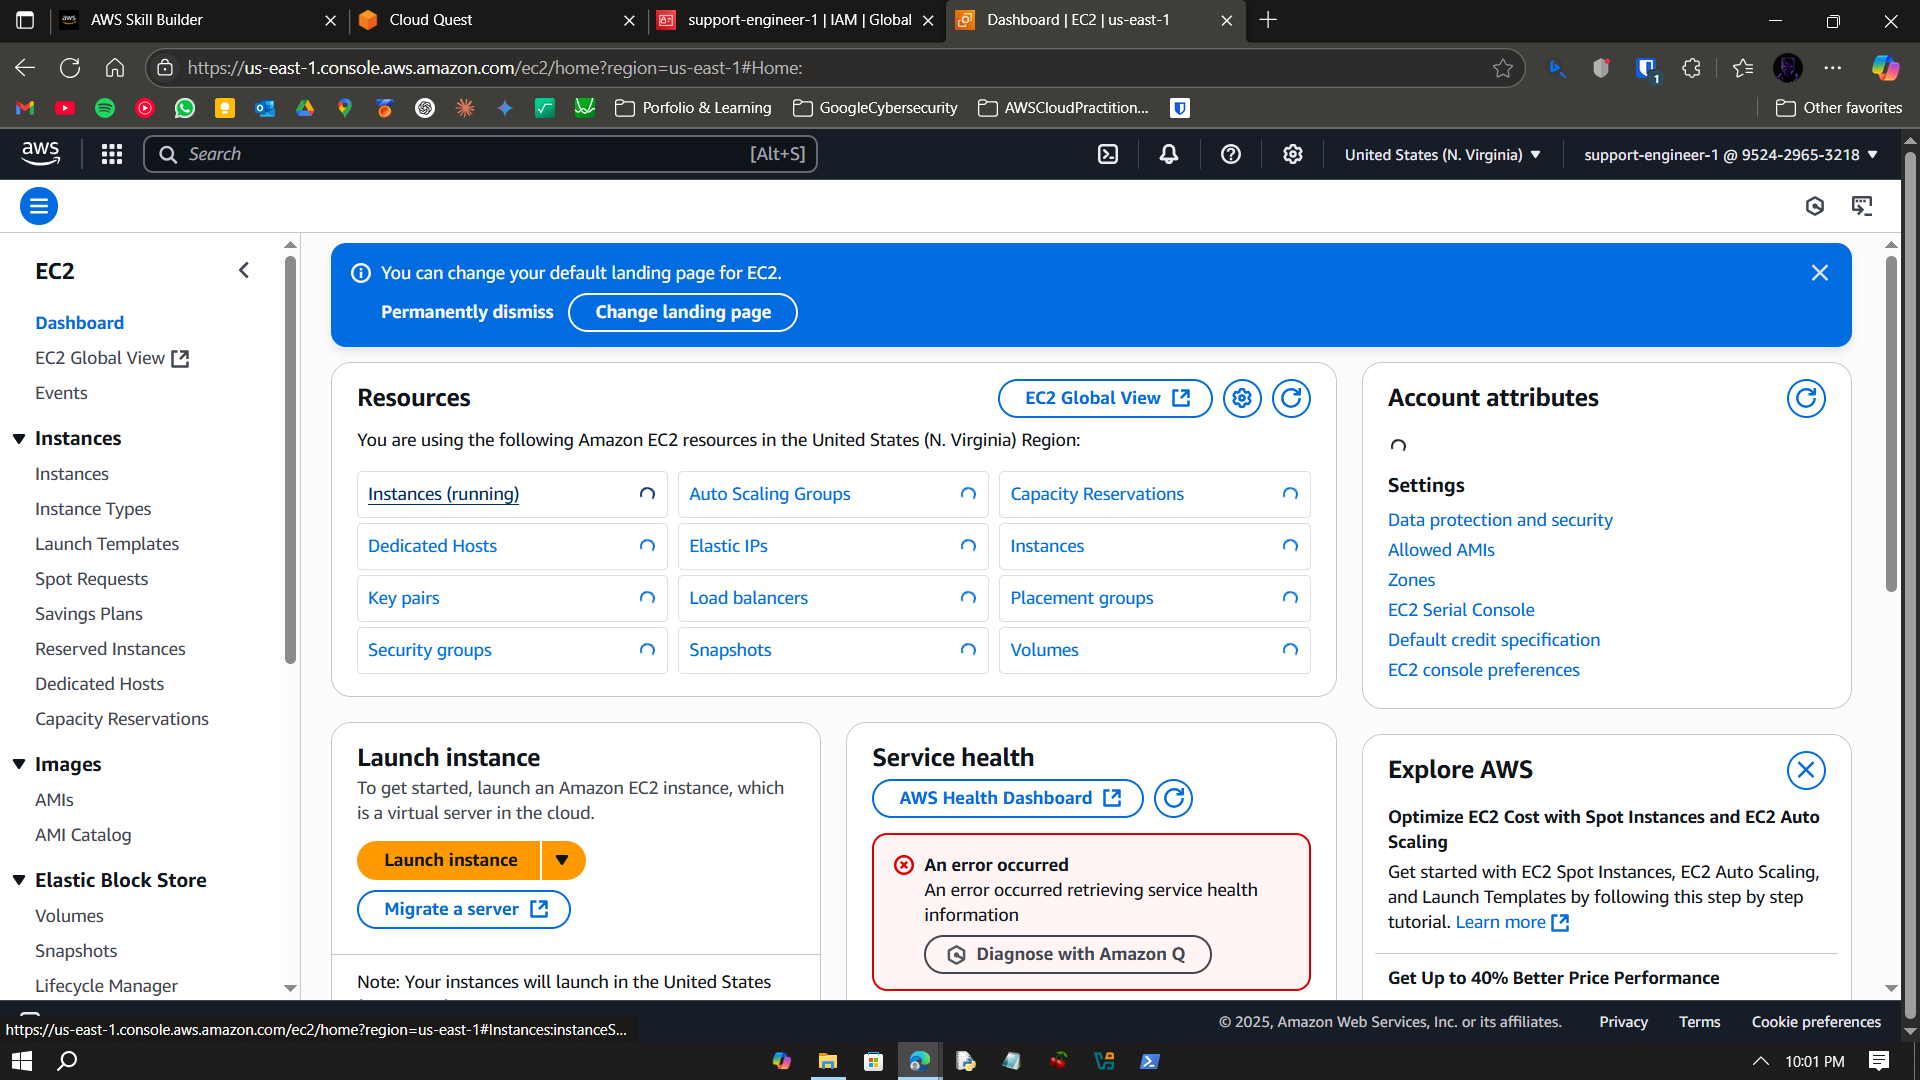 aws
AWS Skill Builder
Cloud Quest
support-engineer-1 | IAM | Global
Dashboard | EC2 | us-east-1
https://us-east-1.console.aws.amazon.com/ec2/home?region=us-east-1#Home:
1
Porfolio & Learning
GoogleCybersecurity
AWSCloudPractition...
Other favorites
aws
Search
[Alt+S]
United States (N. Virginia)
support-engineer-1 @ 9524-2965-3218
EC2
Dashboard
EC2 Global View
Events
Instances
Instances
Instance Types
Launch Templates
Spot Requests
Savings Plans
Reserved Instances
Dedicated Hosts
Capacity Reservations
Images
AMIs
AMI Catalog
Elastic Block Store
Volumes
Snapshots
Lifecycle Manager
You can change your default landing page for EC2.
Permanently dismiss
Change landing page
Resources
EC2 Global View
You are using the following Amazon EC2 resources in the United States (N. Virginia) Region:
Instances (running)
Auto Scaling Groups
Capacity Reservations
Dedicated Hosts
Elastic IPs
Instances
Key pairs
Load balancers
Placement groups
Security groups
Snapshots
Volumes
Launch instance
To get started, launch an Amazon EC2 instance, which
is a virtual server in the cloud.
Launch instance
Migrate a server
Note: Your instances will launch in the United States
Service health
AWS Health Dashboard
An error occurred
An error occurred retrieving service health
information
Diagnose with Amazon Q
Account attributes
Settings
Data protection and security
Allowed AMIs
Zones
EC2 Serial Console
Default credit specification
EC2 console preferences
Explore AWS
Optimize EC2 Cost with Spot Instances and EC2 Auto
Scaling
Get started with EC2 Spot Instances, EC2 Auto Scaling,
and Launch Templates by following this step by step
tutorial. Learn more
Get Up to 40% Better Price Performance
https://us-east-1.console.aws.amazon.com/ec2/home?region=us-east-1#Instances:instanceS...
© 2025, Amazon Web Services, Inc. or its affiliates.
Privacy
Terms
Cookie preferences
10:01 PM